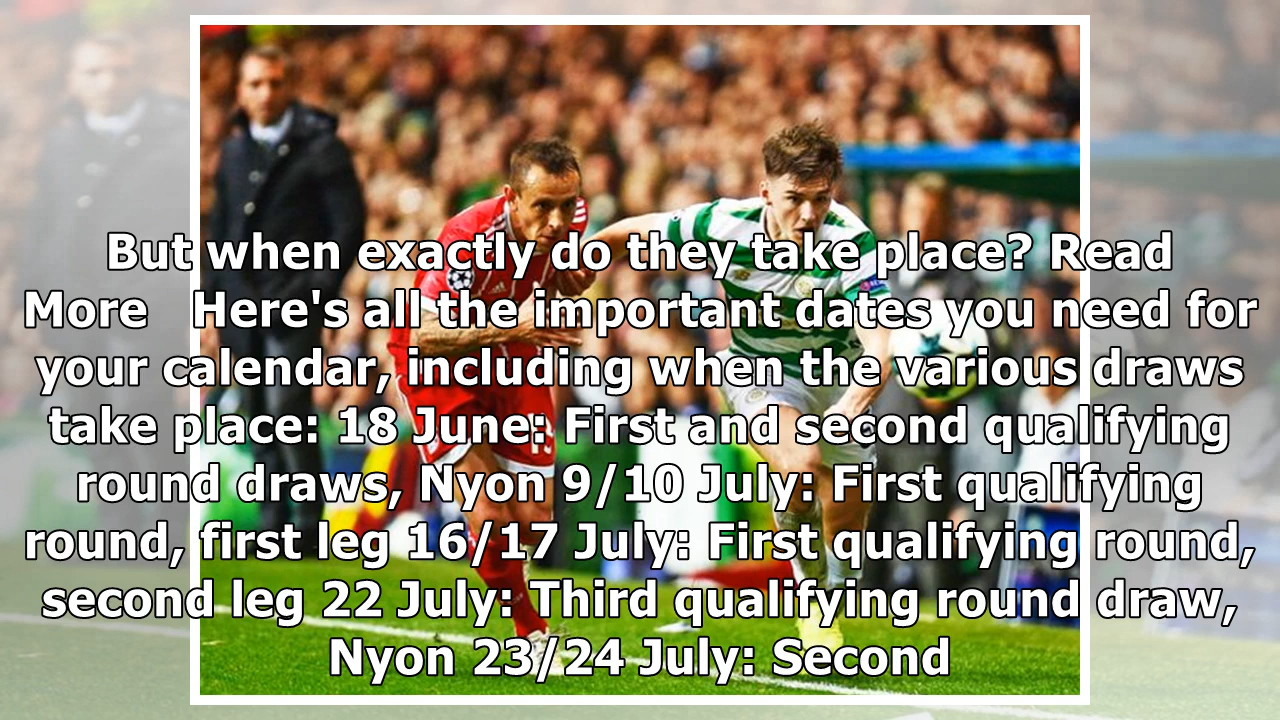 But when exactly do they take place? Read
More   Here's all the important dates you need for
your calendar, including when the various draws
take place: 18 June: First and second qualifying
round draws, Nyon 9/10 July: First qualifying
round, first leg 16/17 July: First qualifying round,
second leg 22 July: Third qualifying round draw,
Nyon 23/24 July: Second